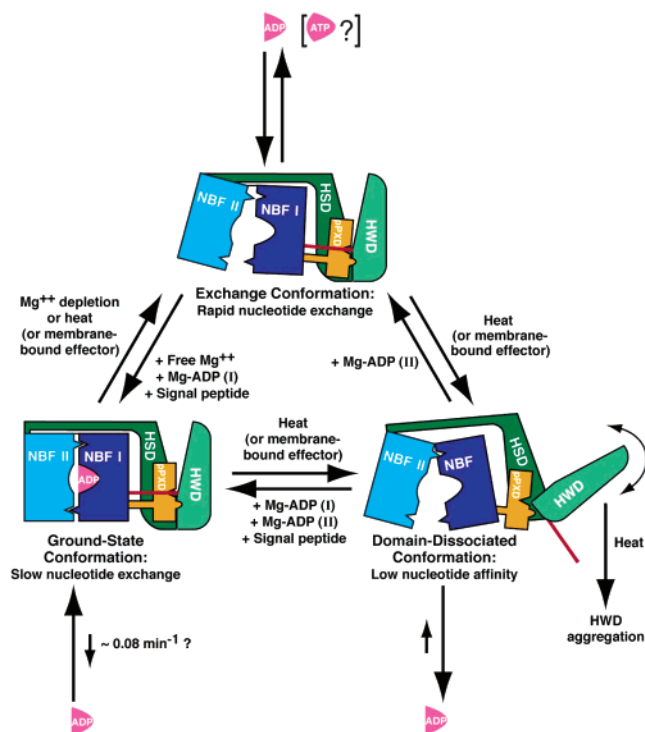 ADP [ATP ?]
NBF II
NBF I
HSD
pPXD
HWD
Exchange Conformation:
Rapid nucleotide exchange
Mg++ depletion
or heat
(or membrane-
bound effector)
+ Free Mg++
+ Mg-ADP (I)
+ Signal peptide
+ Mg-ADP (II)
Heat
(or membrane-
bound effector)
NBF II
NBF I
ADP
HSD
pPXD
HWD
Ground-State
Conformation:
Slow nucleotide exchange
Heat
(or membrane-
bound effector)
+ Mg-ADP (I)
+ Mg-ADP (II)
+ Signal peptide
NBF II
NBF
HSD
pPXD
HWD
Domain-Dissociated
Conformation:
Low nucleotide affinity
Heat
HWD
aggregation
~ 0.08 min-1 ?
ADP
ADP